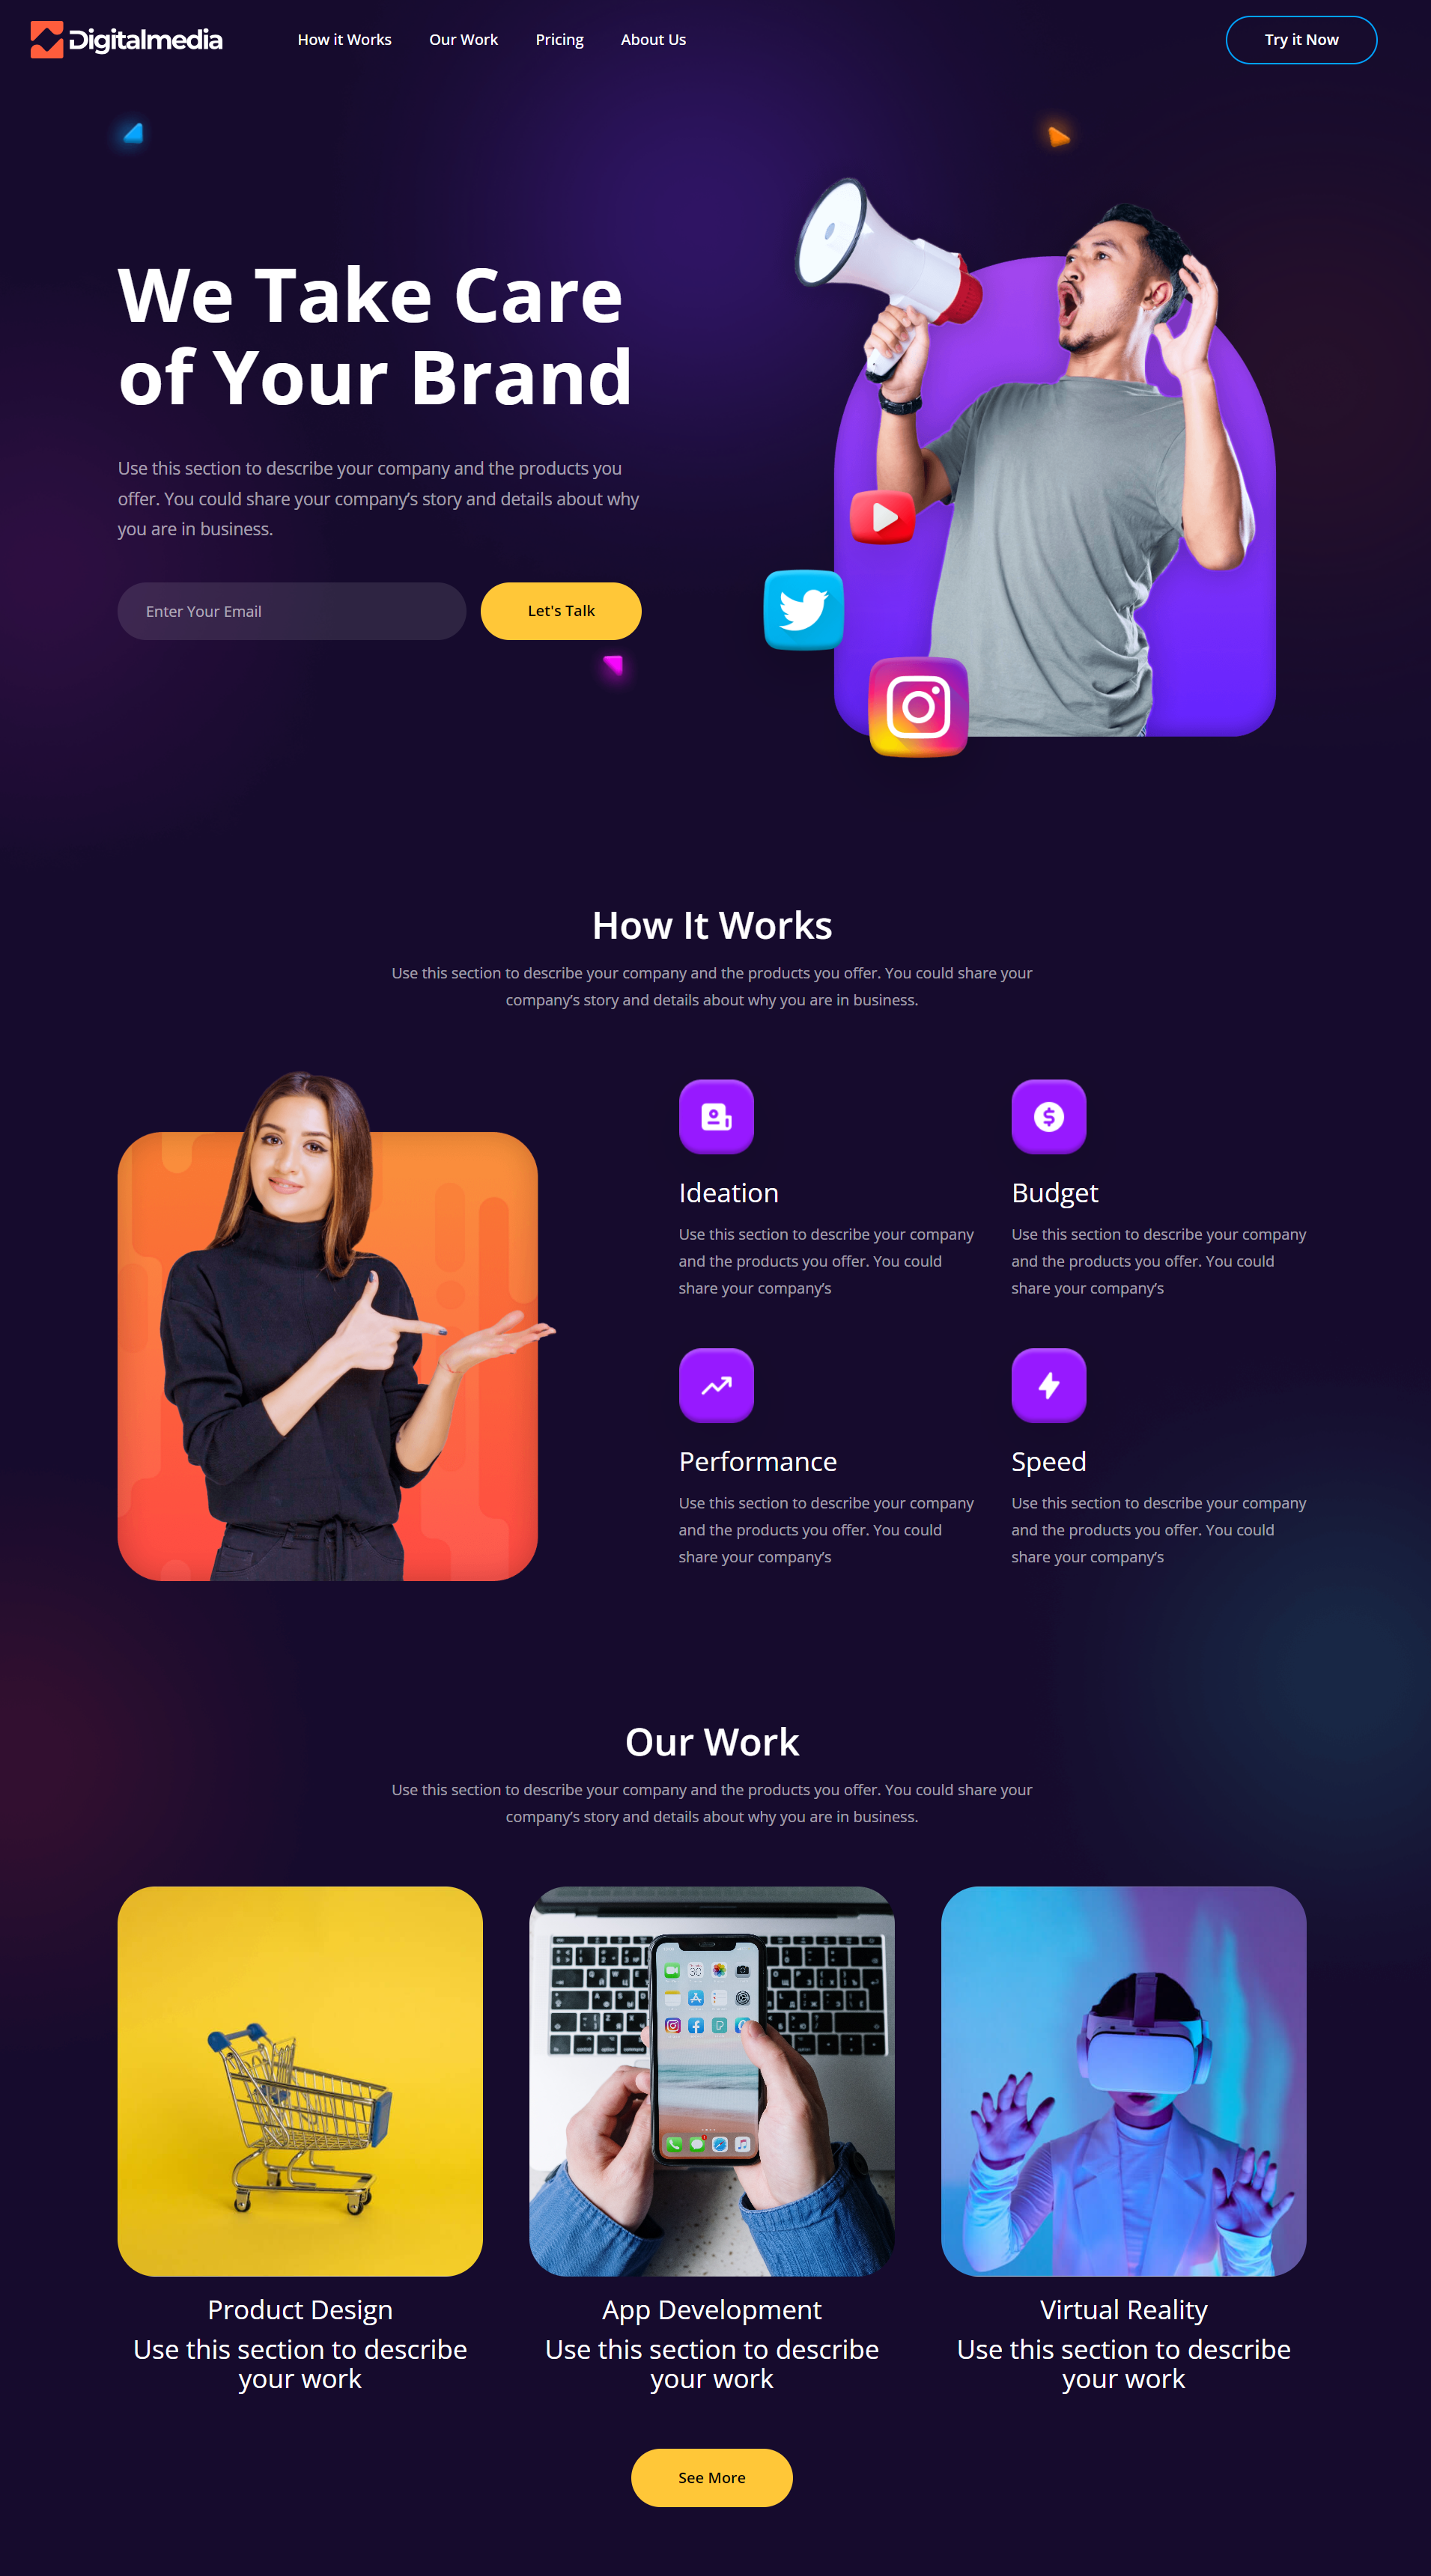 Digitalmedia
How it Works
Our Work
Pricing
About Us
Try it Now
We Take Care
of Your Brand
Use this section to describe your company and the products you
offer. You could share your company’s story and details about why
you are in business.
Enter Your Email
Let's Talk
How It Works
Use this section to describe your company and the products you offer. You could share your
company’s story and details about why you are in business.
Ideation
Use this section to describe your company
and the products you offer. You could
share your company’s
Budget
Use this section to describe your company
and the products you offer. You could
share your company’s
Performance
Use this section to describe your company
and the products you offer. You could
share your company’s
Speed
Use this section to describe your company
and the products you offer. You could
share your company’s
Our Work
Use this section to describe your company and the products you offer. You could share your
company’s story and details about why you are in business.
Product Design
Use this section to describe
your work
App Development
Use this section to describe
your work
Virtual Reality
Use this section to describe
your work
See More